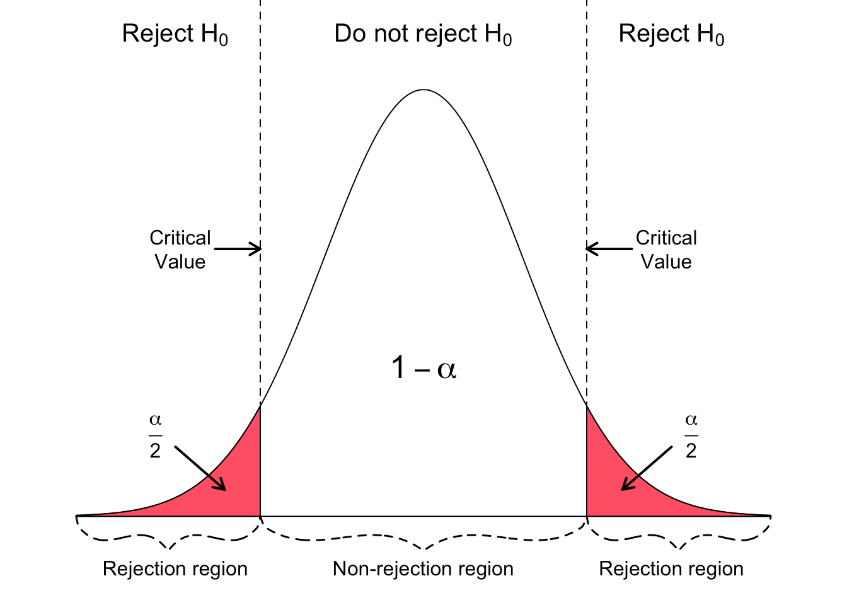 Reject H₀
Do not reject H₀
Reject H₀
Critical
Value
Critical
Value
1 – α
α
2
α
2
Rejection region
Non-rejection region
Rejection region